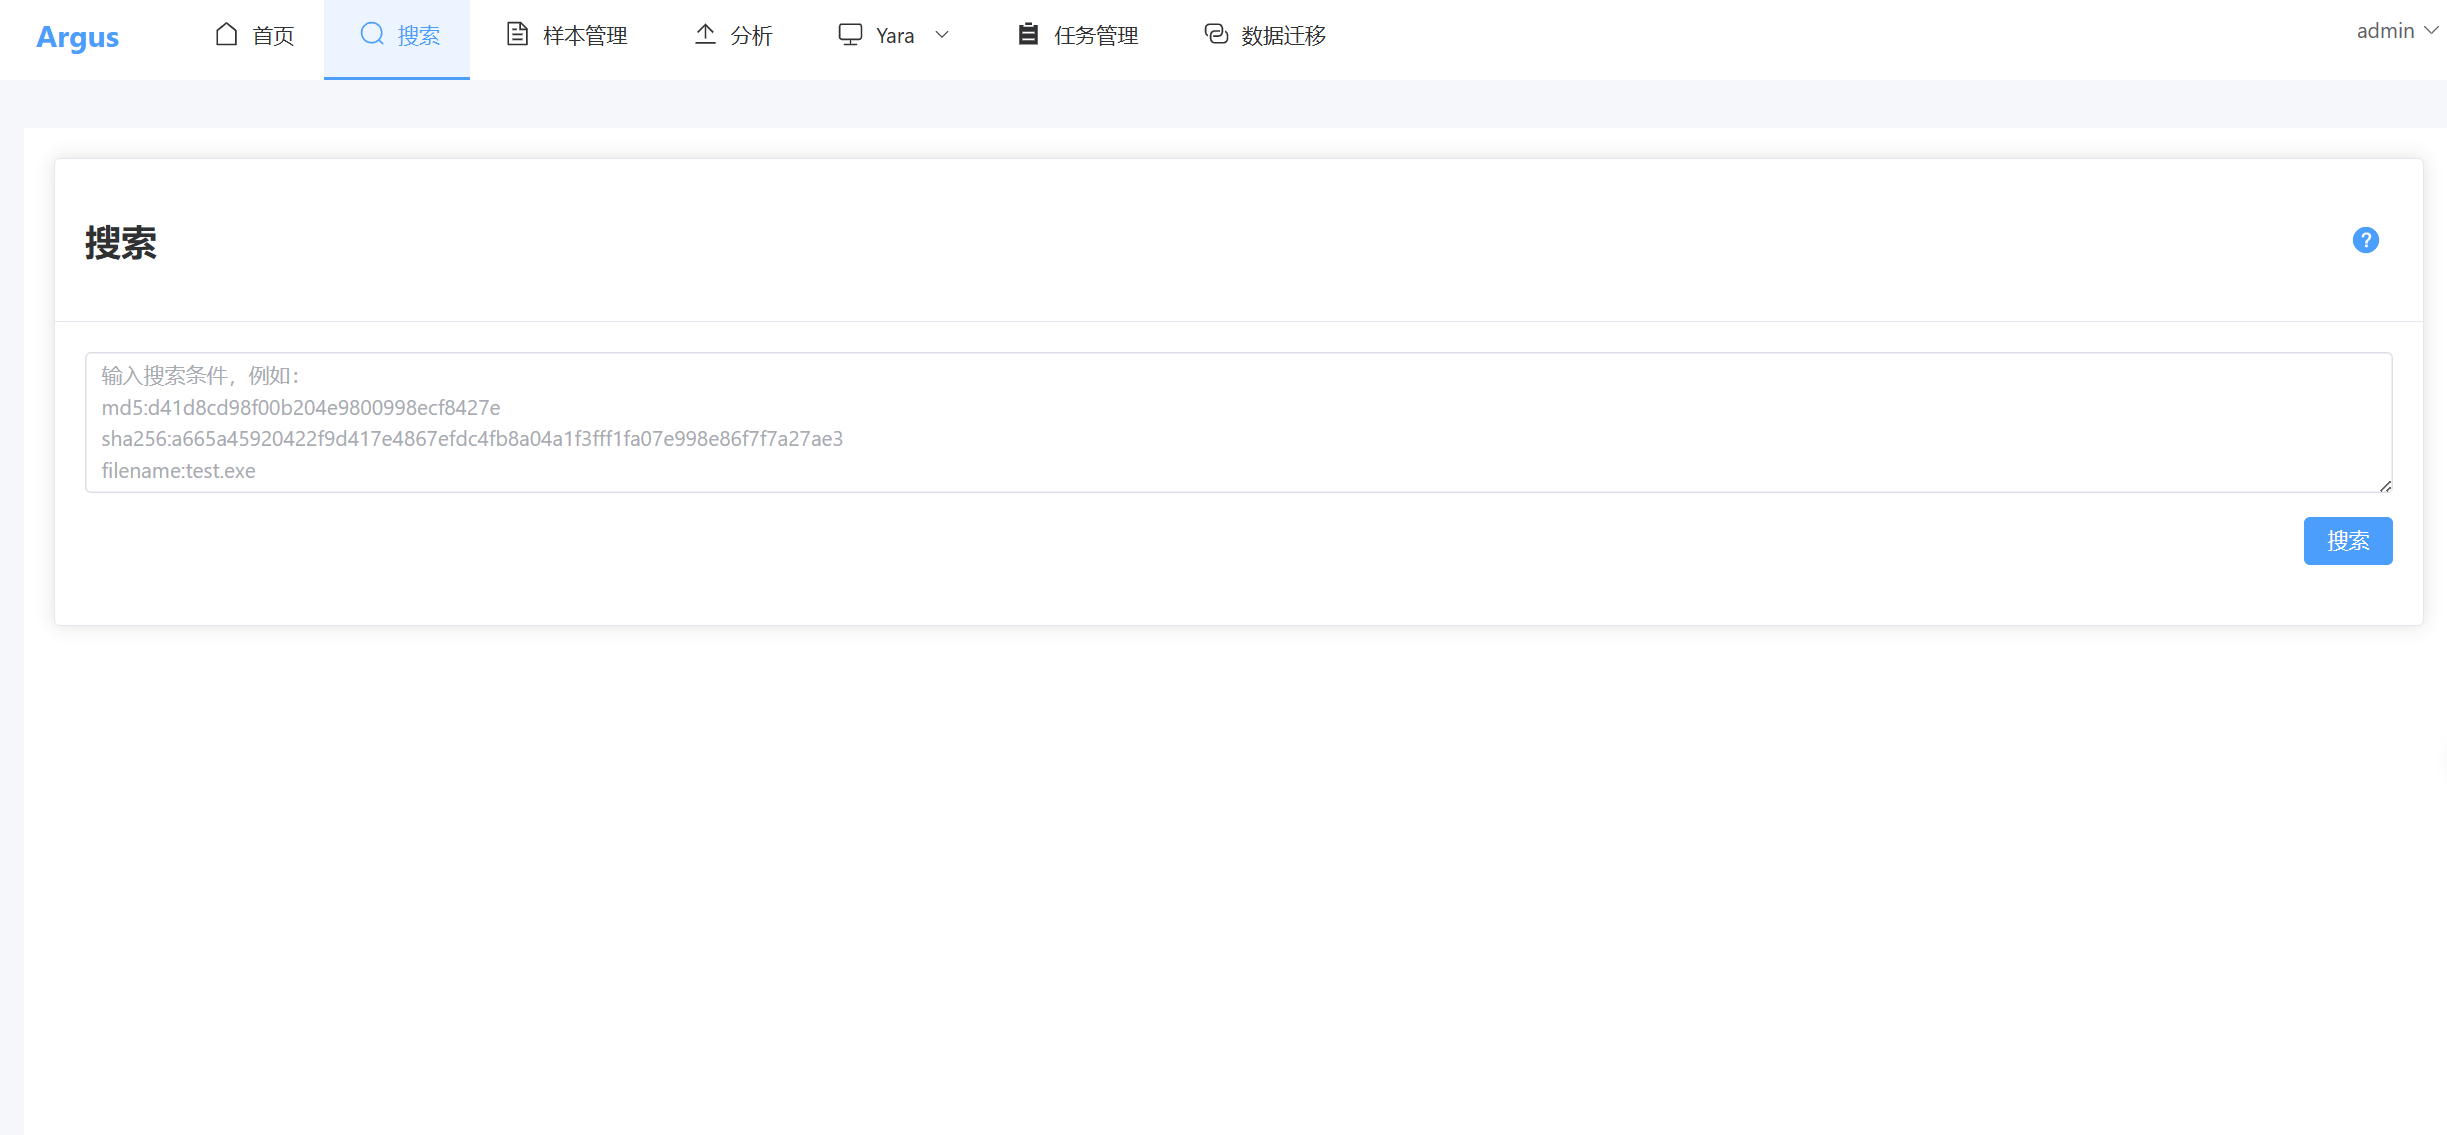 Argus 首页 搜索 样本管理 分析 Yara 任务管理 数据迁移 admin
搜索 ?
输入搜索条件，例如：
md5:d41d8cd98f00b204e9800998ecf8427e
sha256:a665a45920422f9d417e4867efdc4fb8a04a1f3fff1fa07e998e86f7f7a27ae3
filename:test.exe
搜索